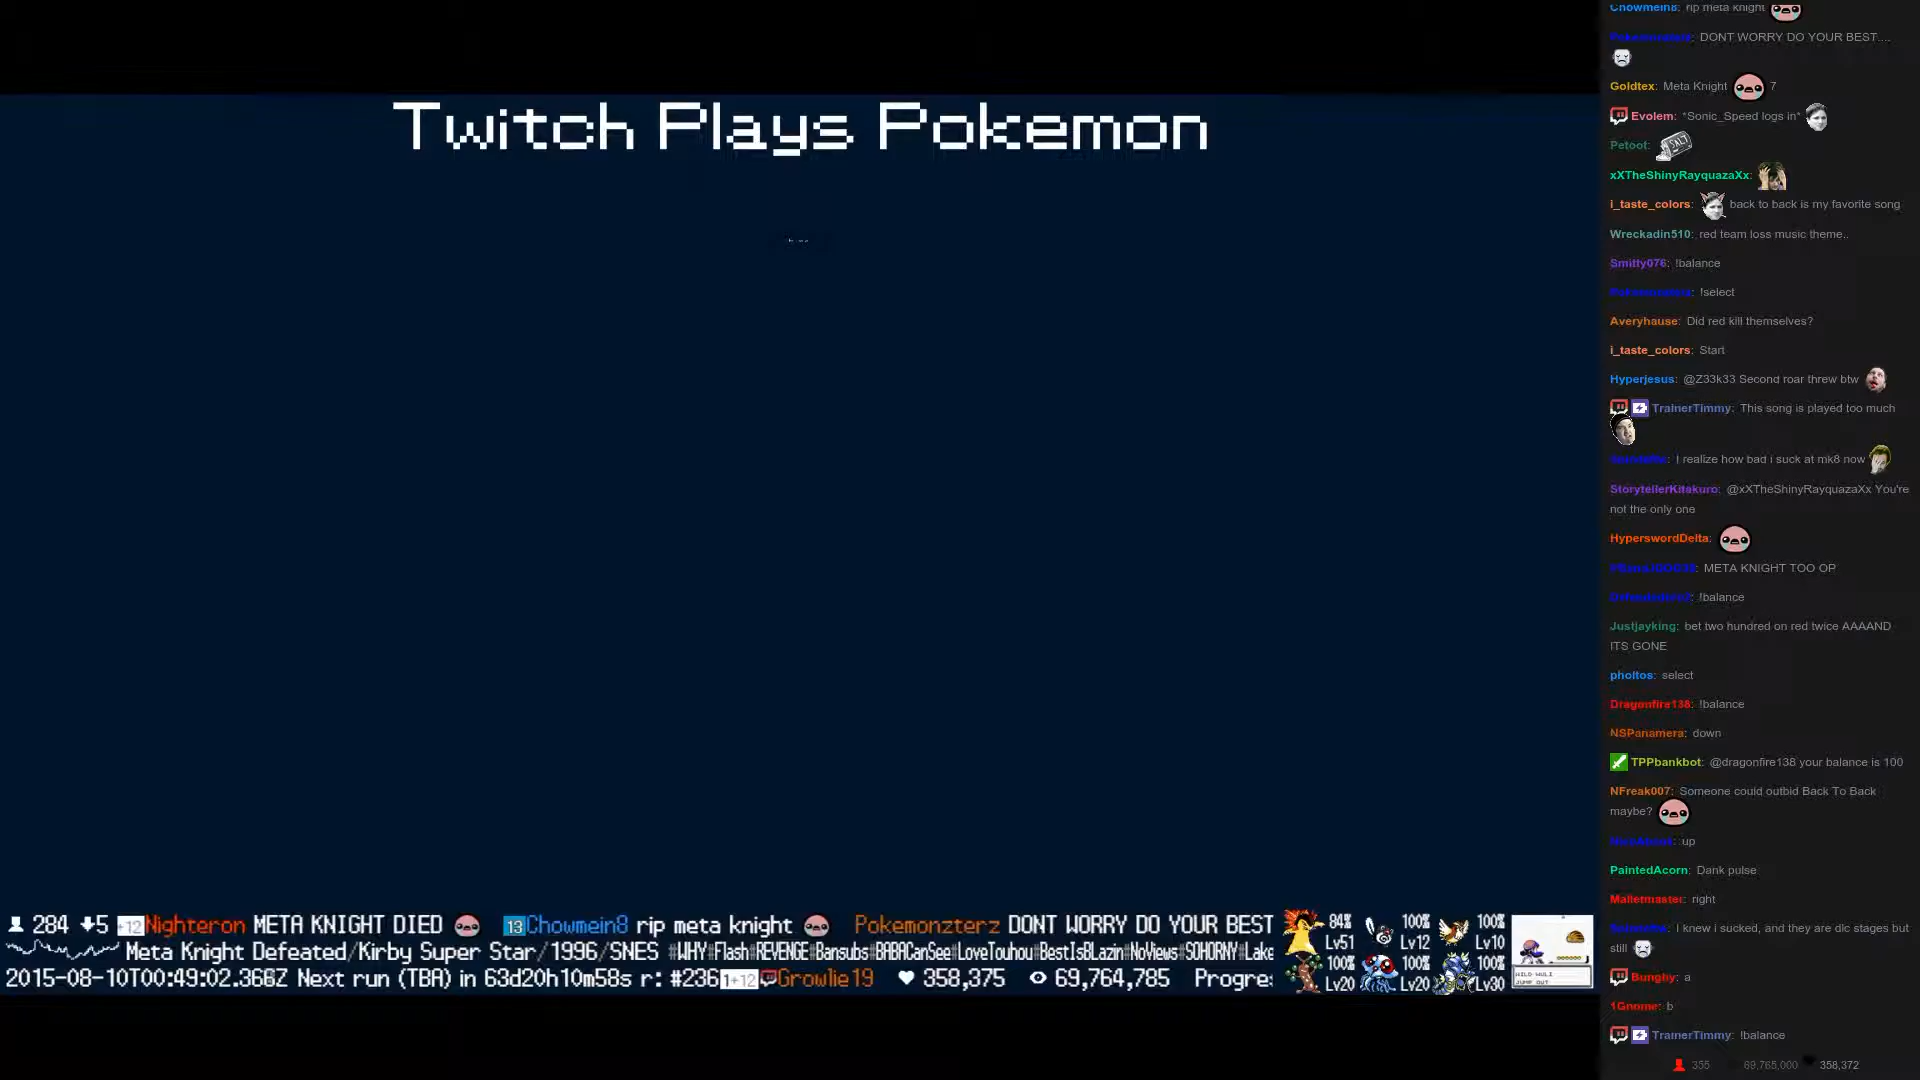 Twitch Plays Pokemon
284 5 +12 Nighteron META KNIGHT DIED 13 Chowmein8 rip meta knight Pokemonzterz DONT WORRY DO YOUR BEST
Meta Knight Defeated/Kirby Super Star/1996/SNES #WHY#Flash#REVENGE#Bansubs#BABACanSee#LoveTouhou#BestIsBlazin#NoViews#SOHORNY#Lake
2015-08-10T00:49:02.366Z Next run (TBA) in 63d20h10m58s r: #236 1+12 Growlie19 358,375 69,764,785 Progres
84% 100% 100%
Lv51 Lv12 Lv10
100% 100% 100%
Lv20 Lv20 Lv30
Chowmein8: rip meta knight
DONT WORRY DO YOUR BEST....
Goldtex: Meta Knight 7
Evolem: *Sonic_Speed logs in*
Petoot: SALT
xXTheShinyRayquazaXx:
i_taste_colors: back to back is my favorite song
Wreckadin510: red team loss music theme..
Smitty076: !balance
!select
Averyhause: Did red kill themselves?
i_taste_colors: Start
Hyperjesus: @Z33k33 Second roar threw btw
TrainerTimmy: This song is played too much
I realize how bad i suck at mk8 now
StorytellerKitakuro: @xXTheShinyRayquazaXx You're
not the only one
HyperswordDelta:
META KNIGHT TOO OP
!balance
Justjayking: bet two hundred on red twice AAAAND
ITS GONE
pholtos: select
Dragonfire138: !balance
NSPanamera: down
TPPbankbot: @dragonfire138 your balance is 100
NFreak007: Someone could outbid Back To Back
maybe?
up
PaintedAcorn: Dank pulse
Malletmaster: right
I knew i sucked, and they are dlc stages but
still
Bunghy: a
1Gnome: b
TrainerTimmy: !balance
355 69,765,000 358,372